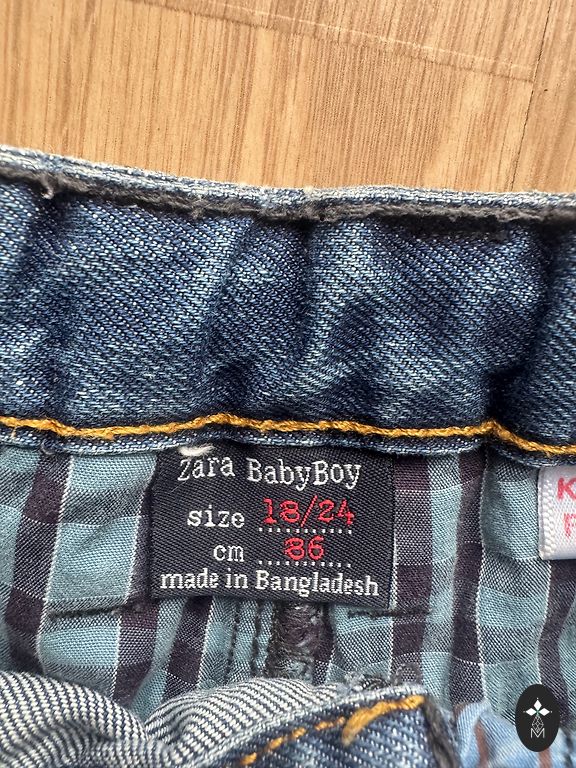 Zara BabyBoy
size 18/24
cm 86
made in Bangladesh